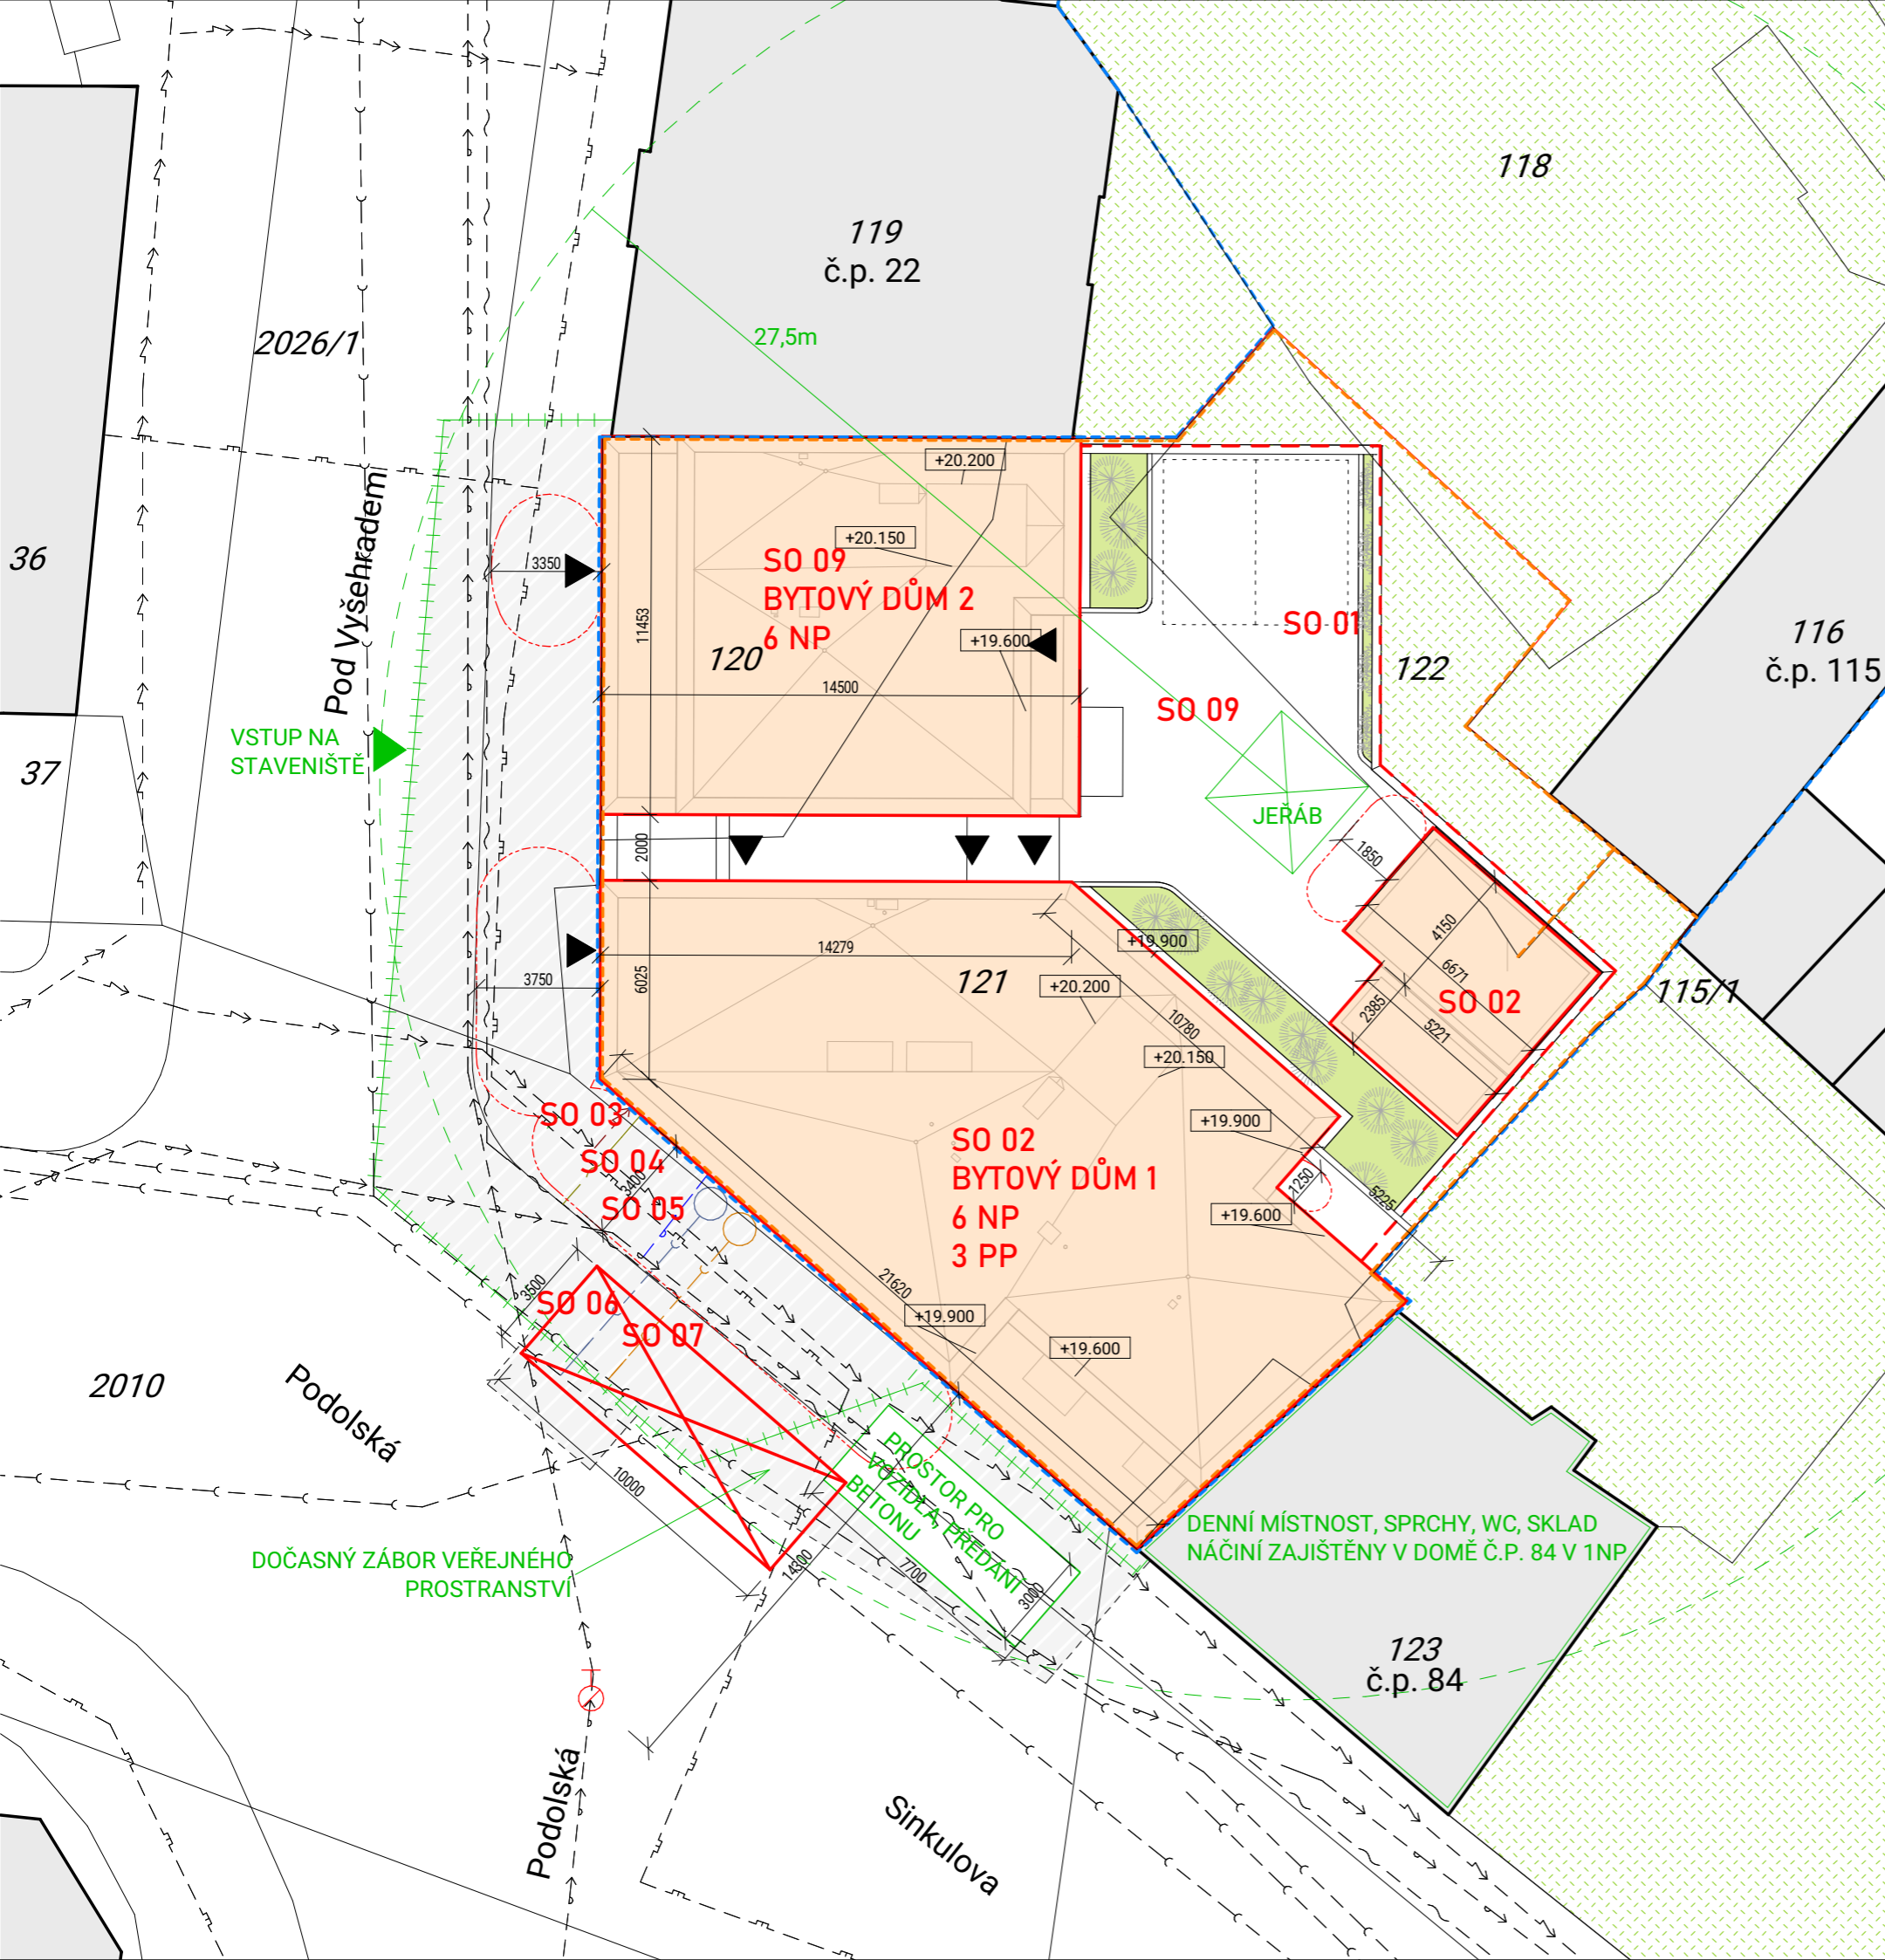 118
119
č.p. 22
2026/1
27,5m
36
Pod Vyšehradem
37
VSTUP NA
STAVENIŠTĚ
3350
+20.200
+20.150
SO 09
BYTOVÝ DŮM 2
6 NP
120
+19.600
11453
14500
SO 01
122
SO 09
116
č.p. 115
JEŘÁB
2000
1850
4150
6671
2385
5221
SO 02
115/1
14279
6025
3750
121
+19.900
+20.200
10780
+20.150
+19.900
SO 02
BYTOVÝ DŮM 1
6 NP
3 PP
1250
5225
+19.600
SO 03
SO 04
3400
SO 05
21620
+19.900
+19.600
3500
SO 06
SO 07
2010
Podolská
10000
PROSTOR PRO
VOZIDLA, PŘEDÁNÍ
BETONU
DOČASNÝ ZÁBOR VEŘEJNÉHO
PROSTRANSTVÍ
14300
7700
3000
DENNÍ MÍSTNOST, SPRCHY, WC, SKLAD
NÁČINÍ ZAJIŠTĚNY V DOMĚ Č.P. 84 V 1NP
123
č.p. 84
Podolská
Sinkulova